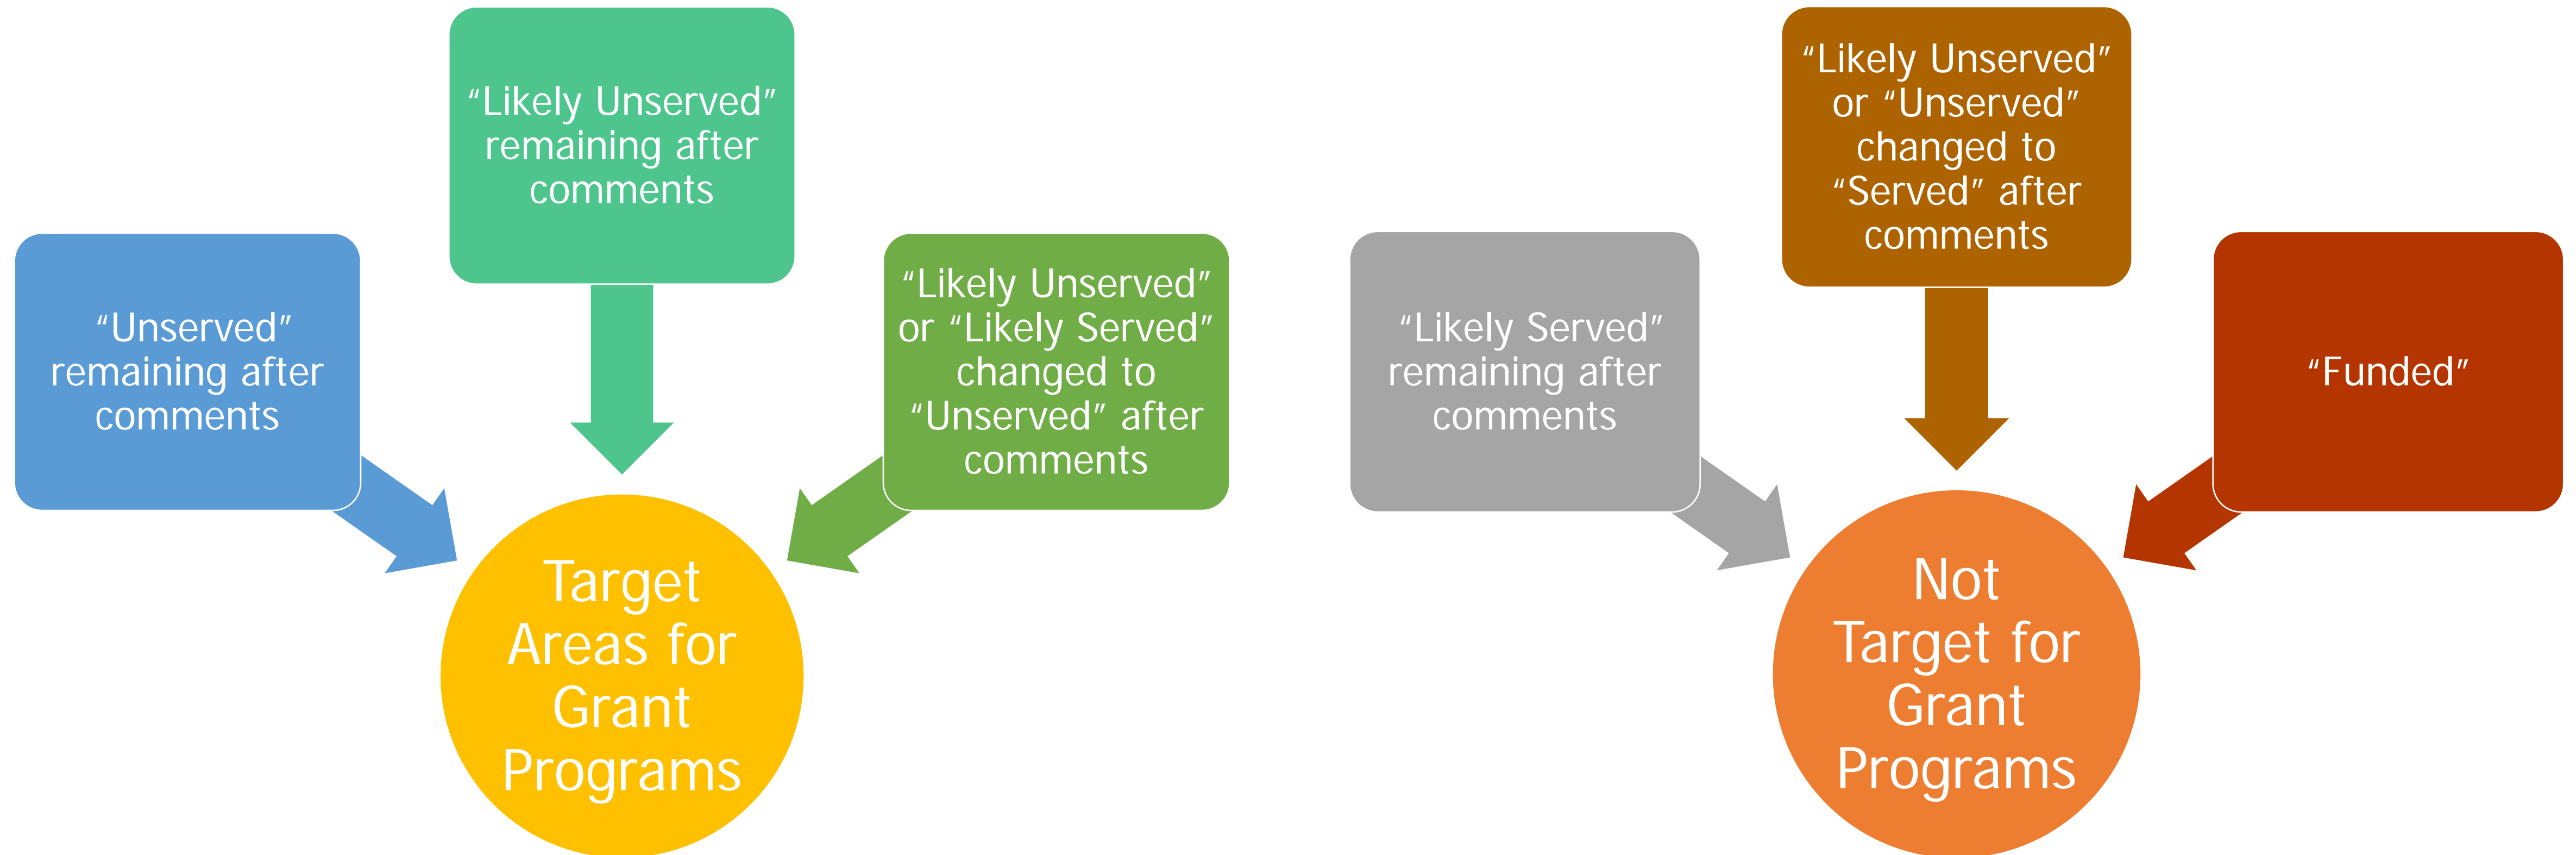 “Unserved”
remaining after
comments
“Likely Unserved”
remaining after
comments
“Likely Unserved”
or “Likely Served”
changed to
“Unserved” after
comments
Target
Areas for
Grant
Programs
“Likely Served”
remaining after
comments
“Likely Unserved”
or “Unserved”
changed to
“Served” after
comments
“Funded”
Not
Target for
Grant
Programs